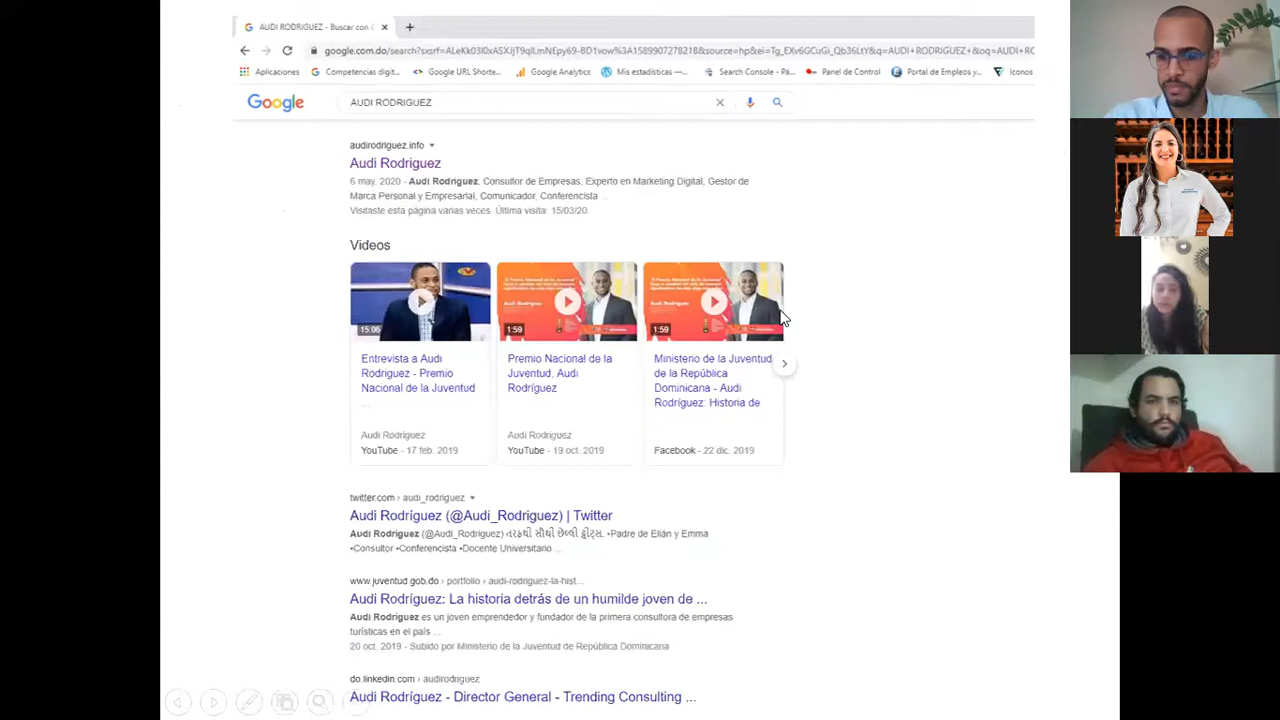 AUDI RODRIGUEZ - Buscar con
google.com.do/search?sxsrf=ALeKk03I0xASXJjT9qILmNEpy69-BD1vow%3A1589907278218&source=hp&ei=Tg_EXv6GCuGi_Qb36LtY&q=AUDI+RODRIGUEZ+&oq=AUDI+RO
Aplicaciones
Competencias digit...
Google URL Shorte...
Google Analytics
Mis estadísticas —...
Search Console - Pá...
Panel de Control
Portal de Empleos y...
Iconos
Google
AUDI RODRIGUEZ
audirodriguez.info
Audi Rodriguez
6 may. 2020 - Audi Rodriguez, Consultor de Empresas, Experto en Marketing Digital, Gestor de
Marca Personal y Empresarial, Comunicador, Conferencista ...
Visitaste esta página varias veces. Última visita: 15/03/20
Videos
15:06
Entrevista a Audi
Rodriguez - Premio
Nacional de la Juventud
...
Audi Rodríguez
YouTube - 17 feb. 2019
Audi Rodríguez
1:59
Premio Nacional de la
Juventud, Audi
Rodríguez
Audi Rodriguez
YouTube - 19 oct. 2019
Audi Rodríguez
1:59
Ministerio de la Juventud
de la República
Dominicana - Audi
Rodríguez: Historia de
Facebook - 22 dic. 2019
twitter.com › audi_rodriguez
Audi Rodríguez (@Audi_Rodriguez) | Twitter
Audi Rodríguez (@Audi_Rodriguez) તરફથી સૌથી છેલ્લી ટ્વીટ્સ. •Padre de Elián y Emma
•Consultor •Conferencista •Docente Universitario ...
www.juventud.gob.do › portfolio › audi-rodriguez-la-hist...
Audi Rodríguez: La historia detrás de un humilde joven de ...
Audi Rodríguez es un joven emprendedor y fundador de la primera consultora de empresas
turísticas en el país ...
20 oct. 2019 - Subido por Ministerio de la Juventud de República Dominicana
do.linkedin.com › audirodriguez
Audi Rodríguez - Director General - Trending Consulting ...